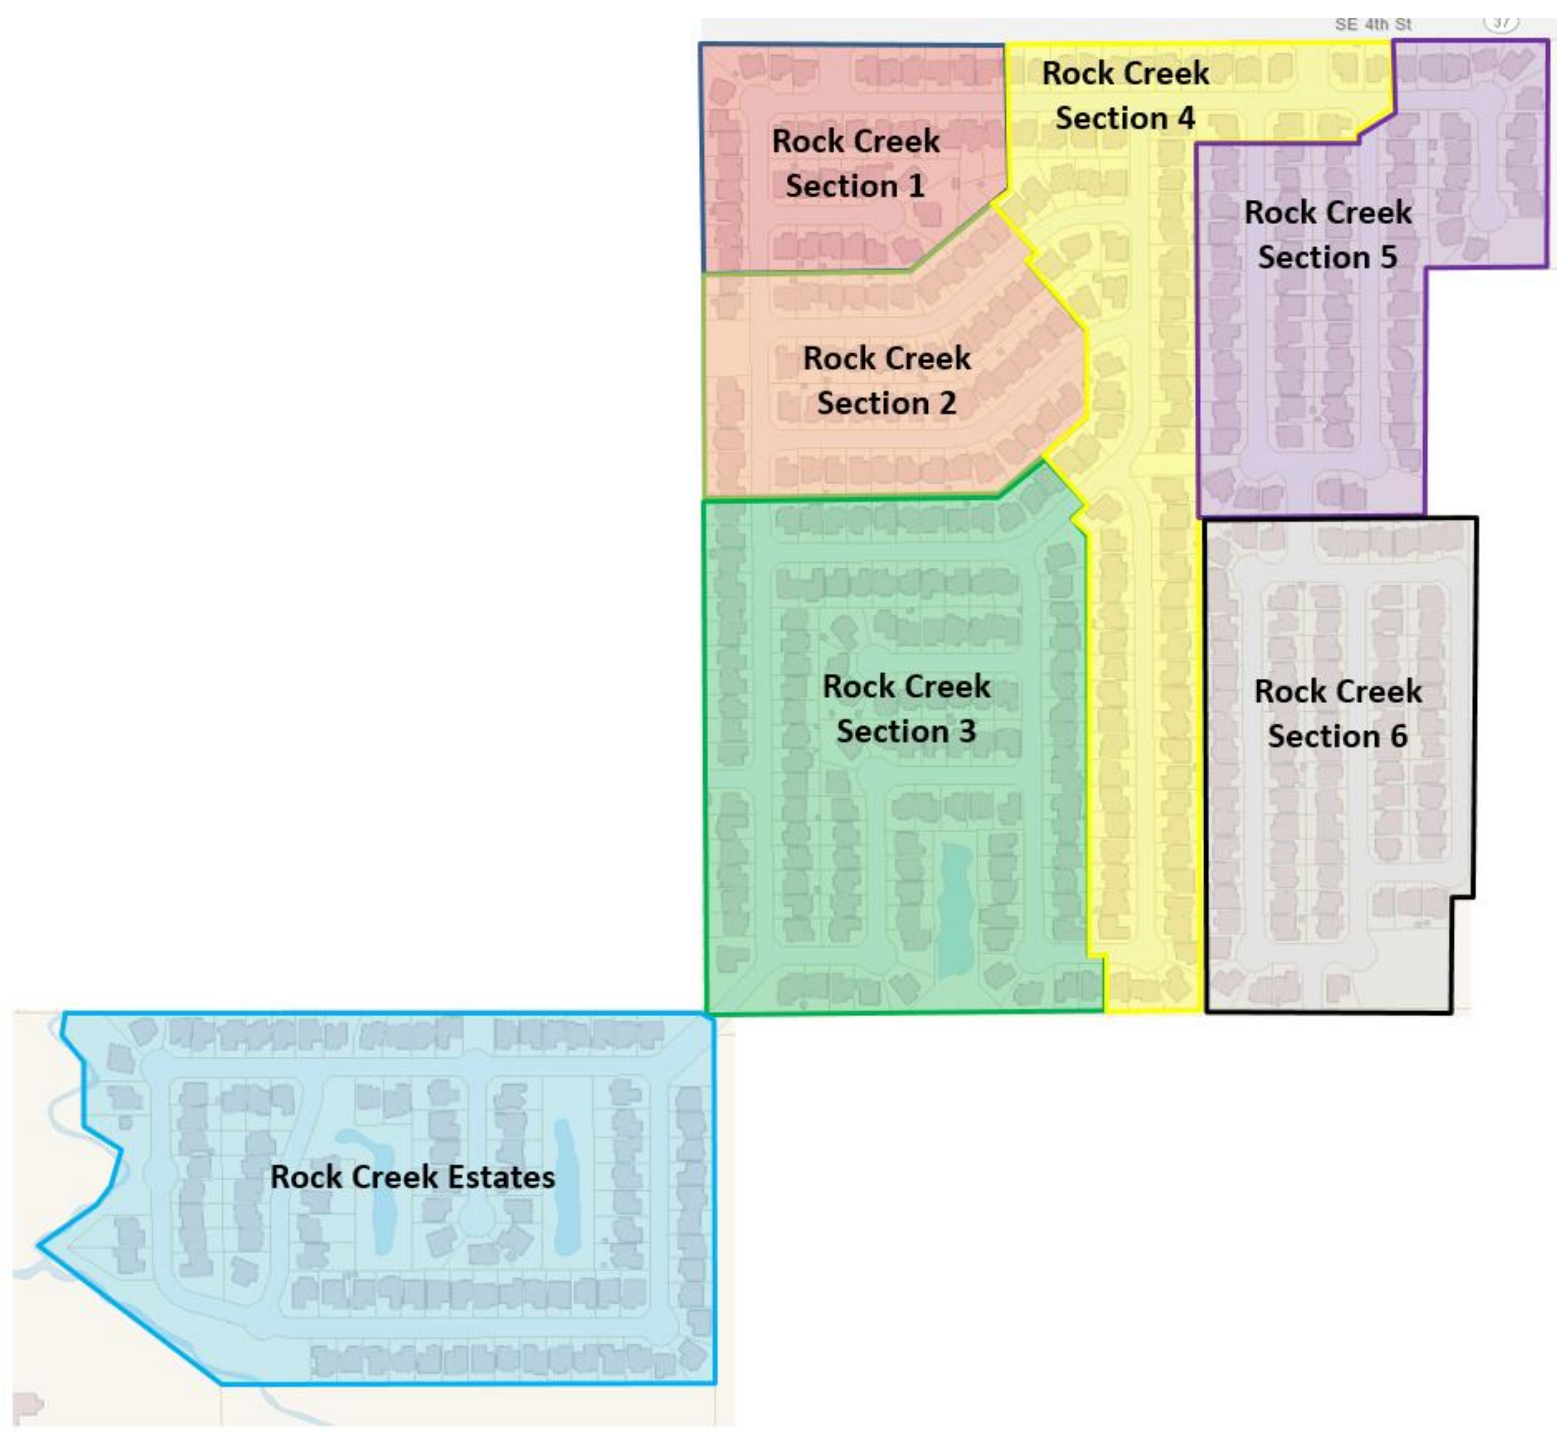 SE 4th St
37
Rock Creek
Section 4
Rock Creek
Section 1
Rock Creek
Section 5
Rock Creek
Section 2
Rock Creek
Section 3
Rock Creek
Section 6
Rock Creek Estates